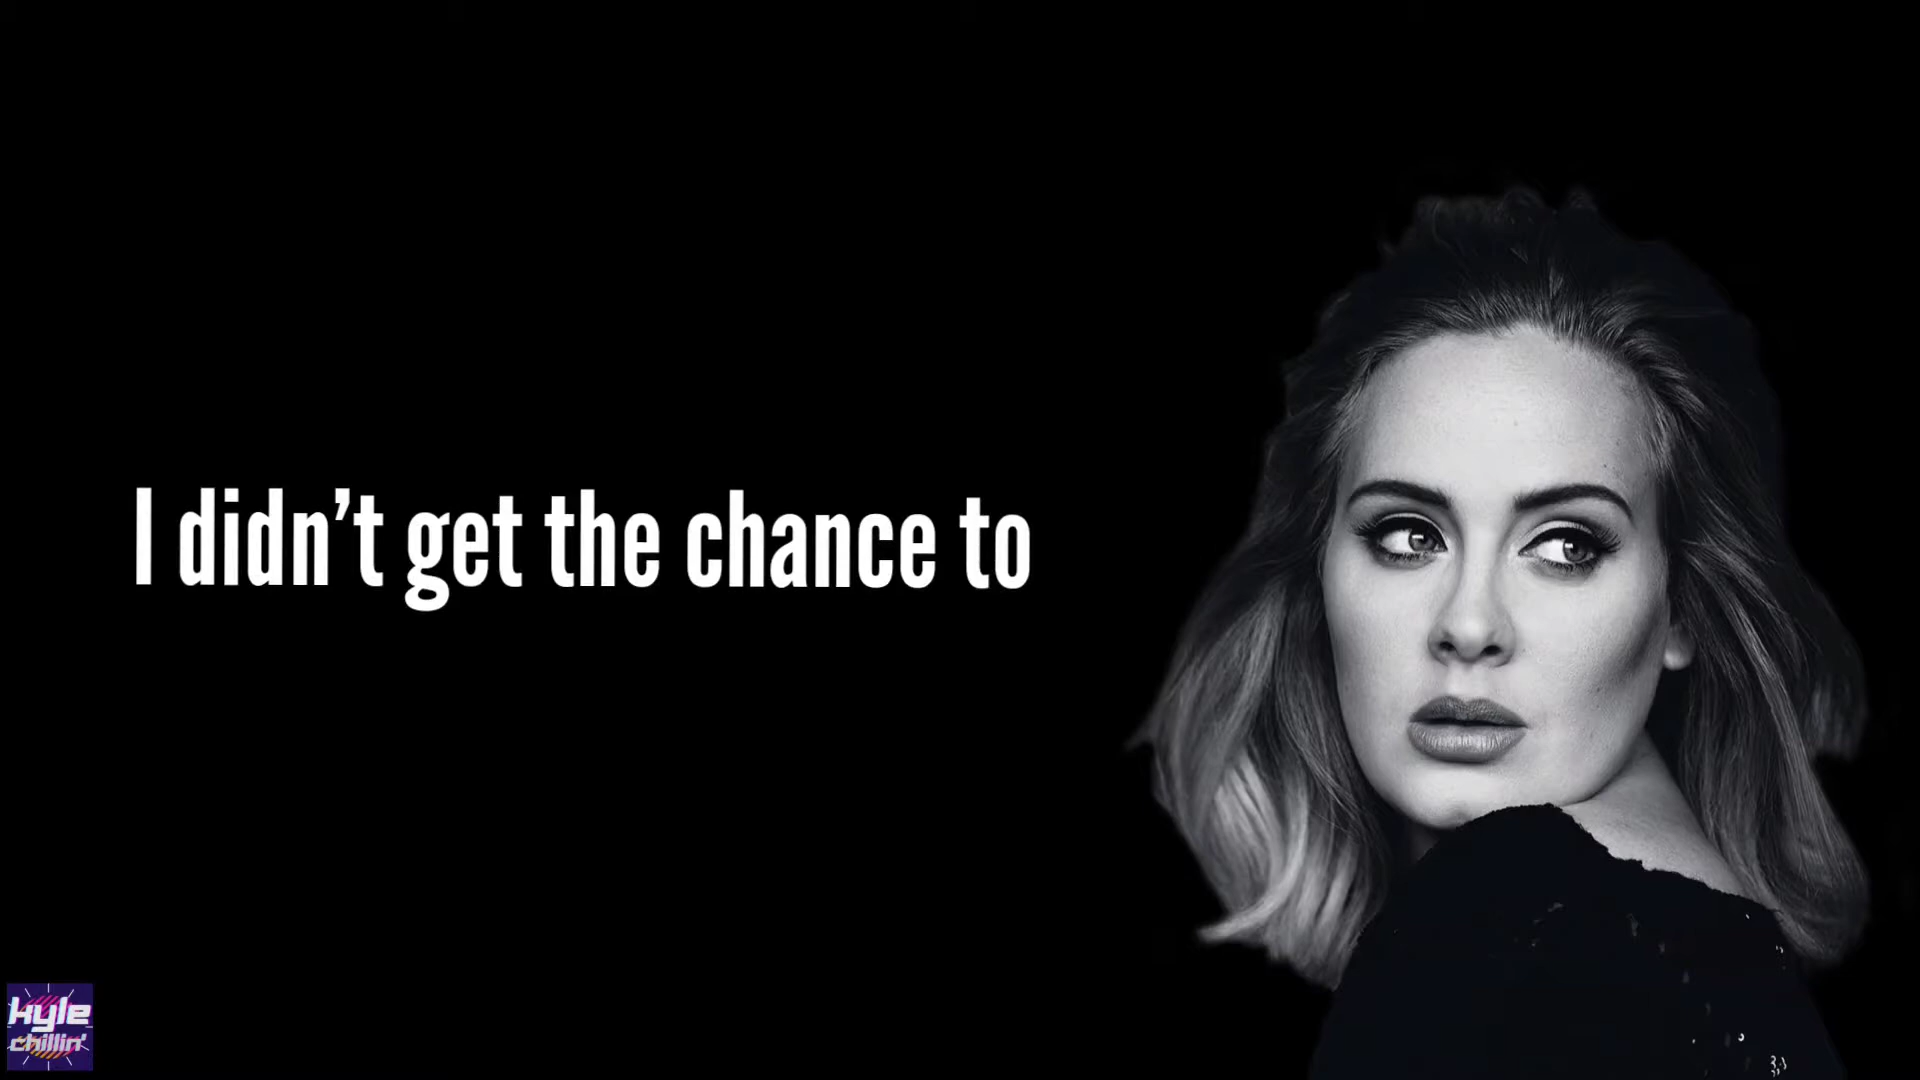 I didn’t get the chance to
kyle
chillin'